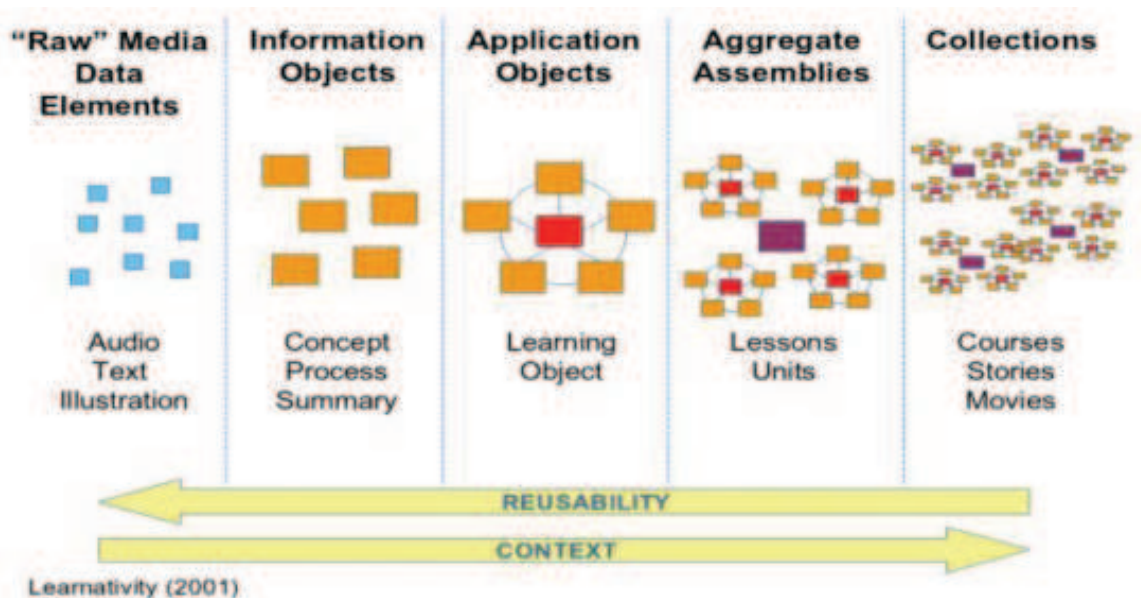 “Raw” Media
Data
Elements
Information
Objects
Application
Objects
Aggregate
Assemblies
Collections
Audio
Text
Illustration
Concept
Process
Summary
Learning
Object
Lessons
Units
Courses
Stories
Movies
REUSABILITY
CONTEXT
Learnativity (2001)